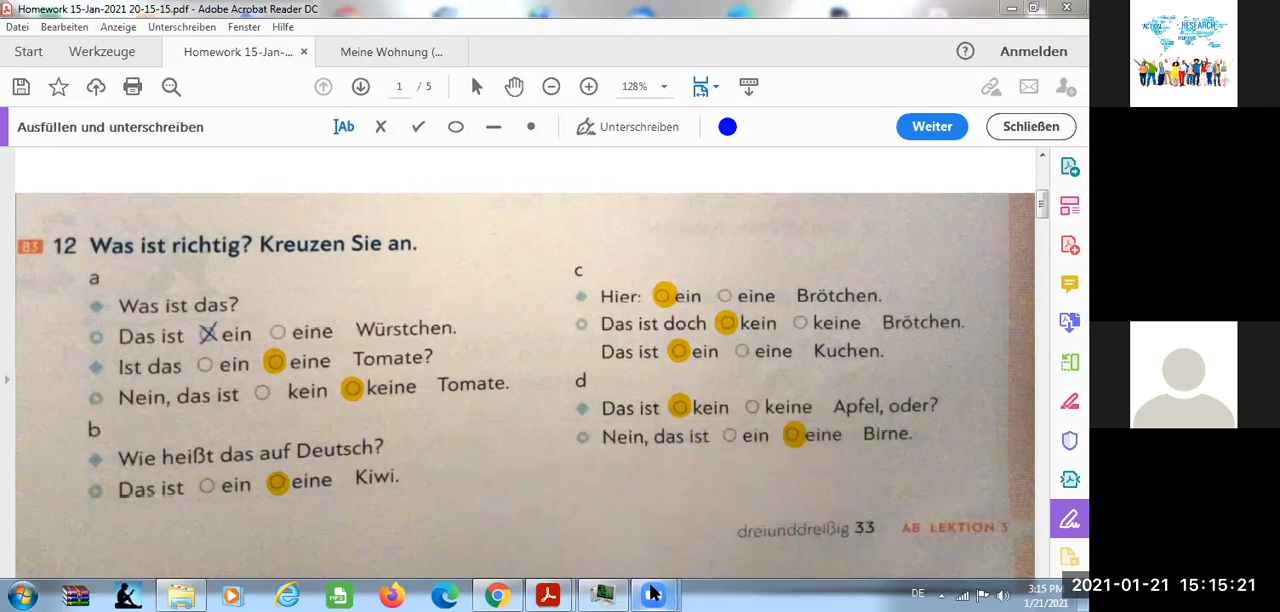 Homework 15-Jan-2021 20-15-15.pdf - Adobe Acrobat Reader DC
Datei Bearbeiten Anzeige Unterschreiben Fenster Hilfe
Start Werkzeuge Homework 15-Jan-... × Meine Wohnung (... Anmelden
1 / 5 128%
Ausfüllen und unterschreiben Ab Unterschreiben Weiter Schließen
B3 12 Was ist richtig? Kreuzen Sie an.
a
Was ist das?
Das ist ein eine Würstchen.
Ist das ein eine Tomate?
Nein, das ist kein keine Tomate.
b
Wie heißt das auf Deutsch?
Das ist ein eine Kiwi.
c
Hier: ein eine Brötchen.
Das ist doch kein keine Brötchen.
Das ist ein eine Kuchen.
d
Das ist kein keine Apfel, oder?
Nein, das ist ein eine Birne.
dreiunddreißig 33 AB LEKTION 3
ACTION RESEARCH
DE 3:15 PM
1/21/2021
2021-01-21 15:15:21